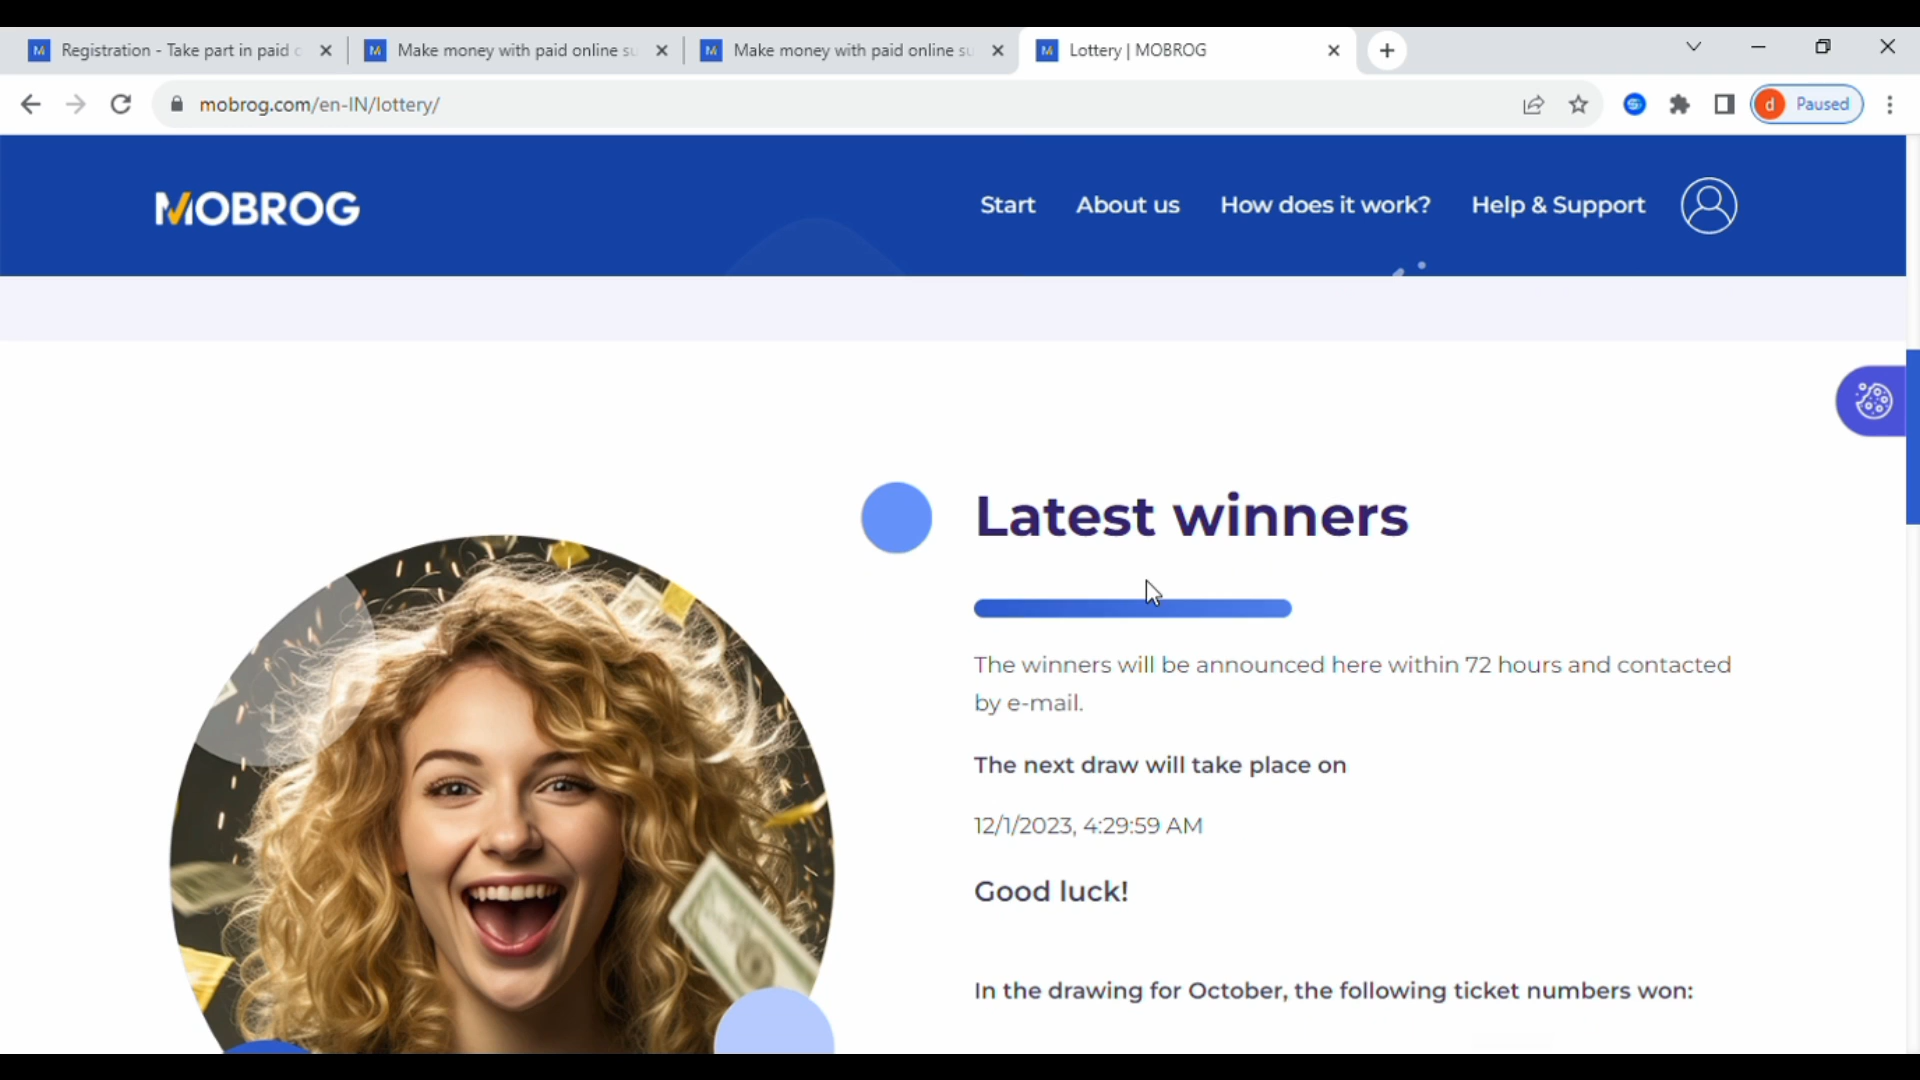 Registration - Take part in paid
Make money with paid online su
Make money with paid online su
Lottery | MOBROG
mobrog.com/en-IN/lottery/
d Paused
MOBROG
Start
About us
How does it work?
Help & Support
Latest winners
The winners will be announced here within 72 hours and contacted
by e-mail.
The next draw will take place on
12/1/2023, 4:29:59 AM
Good luck!
In the drawing for October, the following ticket numbers won: